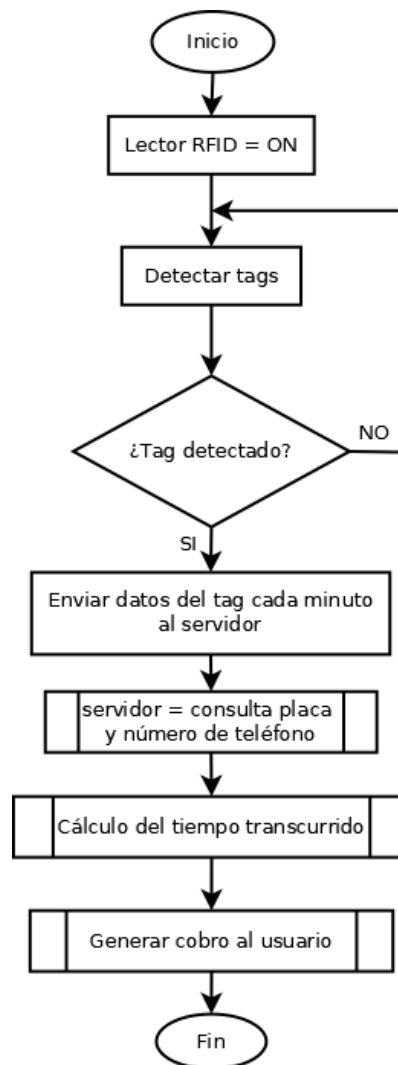 Inicio
Lector RFID = ON
Detectar tags
¿Tag detectado?
NO
SI
Enviar datos del tag cada minuto
al servidor
servidor = consulta placa
y número de teléfono
Cálculo del tiempo transcurrido
Generar cobro al usuario
Fin